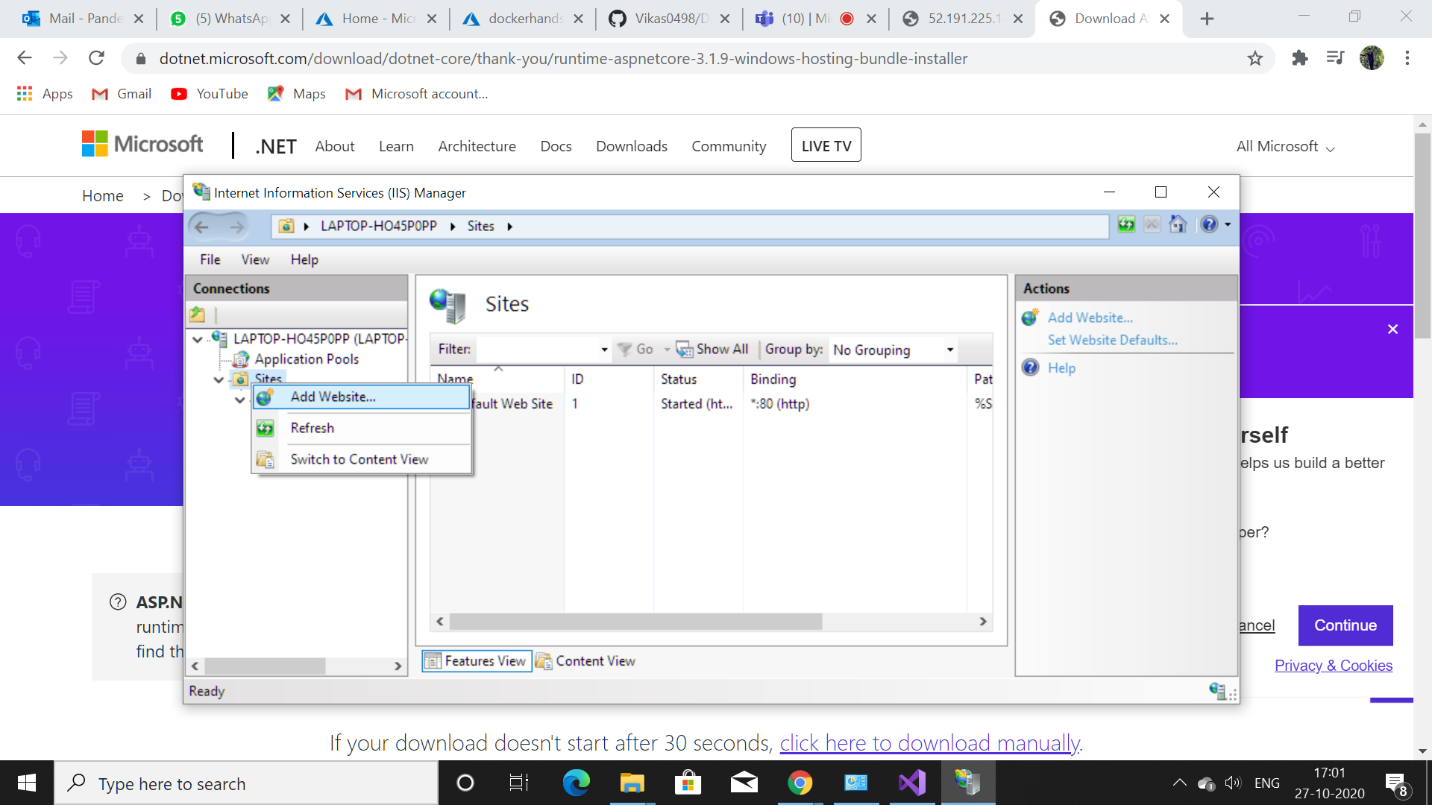 Mail - Pande
(5) WhatsAp
Home - Mic
dockerhands
Vikas0498/D
(10) | Mi
52.191.225.1
Download A
dotnet.microsoft.com/download/dotnet-core/thank-you/runtime-aspnetcore-3.1.9-windows-hosting-bundle-installer
Apps Gmail YouTube Maps Microsoft account...
Microsoft .NET About Learn Architecture Docs Downloads Community LIVE TV All Microsoft
Home > Do
Internet Information Services (IIS) Manager
LAPTOP-HO45P0PP Sites
File View Help
Connections
LAPTOP-HO45P0PP (LAPTOP-
Application Pools
Sites
Add Website...
Refresh
Switch to Content View
Sites
Filter: Go Show All Group by: No Grouping
Name ID Status Binding Pat
fault Web Site 1 Started (ht... *:80 (http) %S
Features View Content View
Actions
Add Website...
Set Website Defaults...
Help
Ready
rself
elps us build a better
per?
ancel Continue
Privacy & Cookies
ASP.N
runtim
find th
If your download doesn't start after 30 seconds, click here to download manually.
Type here to search
ENG
17:01
27-10-2020
8